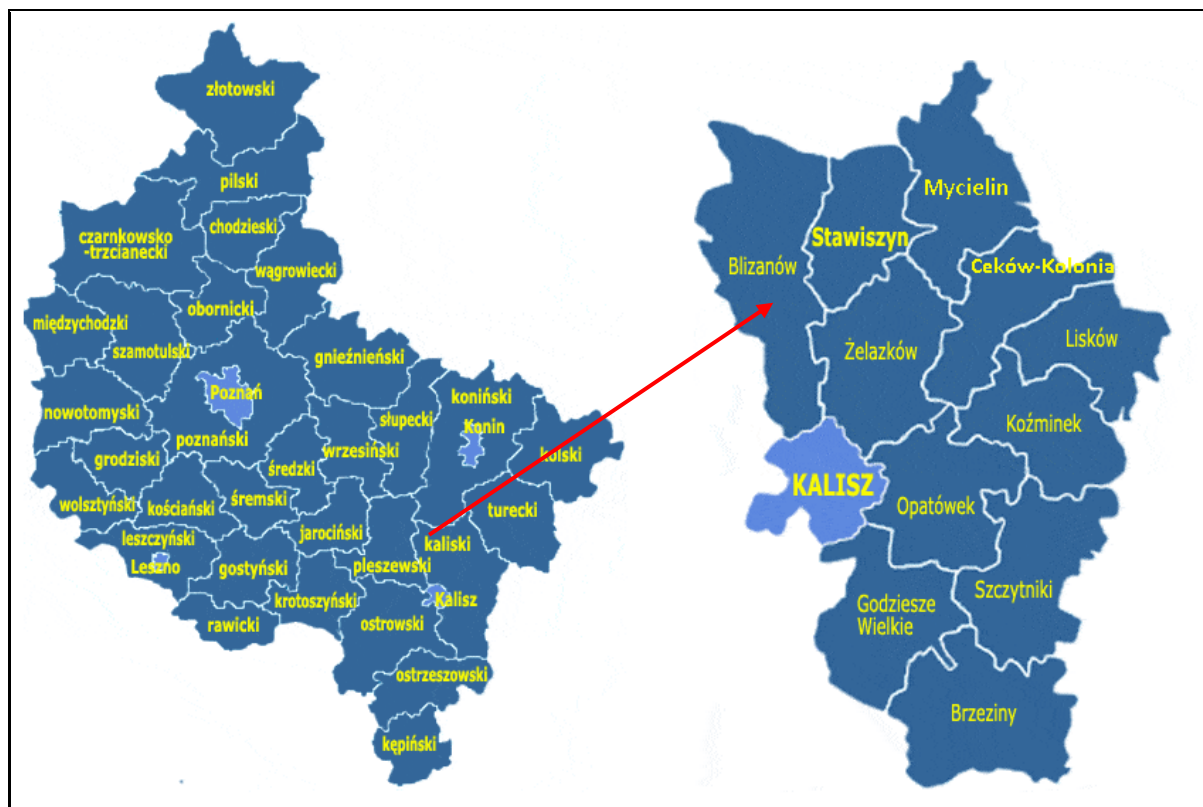 złotowski
pilski
chodzieski
czarnkowsko
-trzcianecki
wągrowiecki
obornicki
międzychodzki
szamotulski
gnieźnieński
Poznań
nowotomyski
poznański
słupecki
koniński
Konin
kolski
grodziski
średzki
wrzesiński
wolsztyński
kościański
śremski
turecki
leszczyński
Leszno
jarociński
kaliski
gostyński
pleszewski
krotoszyński
Kalisz
rawicki
ostrowski
ostrzeszowski
kępiński
Mycielin
Stawiszyn
Blizanów
Ceków-Kolonia
Lisków
Żelazków
Koźminek
KALISZ
Opatówek
Szczytniki
Godziesze
Wielkie
Brzeziny